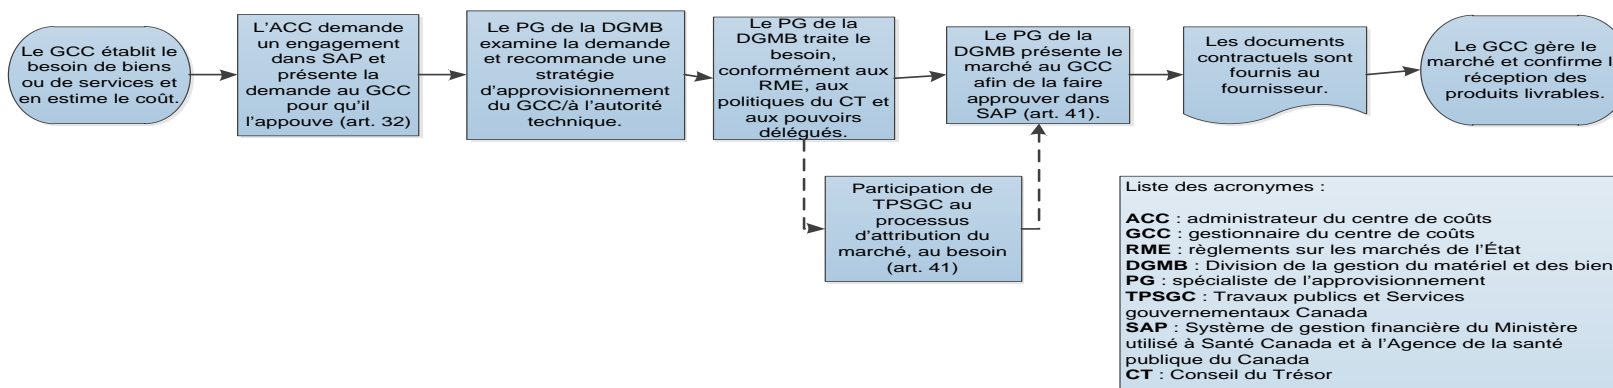 Le GCC établit le
besoin de biens
ou de services et
en estime le coût.
L'ACC demande
un engagement
dans SAP et
présente la
demande au GCC
pour qu'il
l'appouve (art. 32)
Le PG de la DGMB
examine la demande
et recommande une
stratégie
d'approvisionnement
du GCC/à l'autorité
technique.
Le PG de la
DGMB traite le
besoin,
conformément aux
RME, aux
politiques du CT et
aux pouvoirs
délégués.
Le PG de la
DGMB présente le
marché au GCC
afin de la faire
approuver dans
SAP (art. 41).
Les documents
contractuels sont
fournis au
fournisseur.
Le GCC gère le
marché et confirme l
réception des
produits livrables.
Participation de
TPSGC au
processus
d'attribution du
marché, au besoin
(art. 41)
Liste des acronymes :
ACC : administrateur du centre de coûts
GCC : gestionnaire du centre de coûts
RME : règlements sur les marchés de l'État
DGMB : Division de la gestion du matériel et des bien
PG : spécialiste de l'approvisionnement
TPSGC : Travaux publics et Services
gouvernementaux Canada
SAP : Système de gestion financière du Ministère
utilisé à Santé Canada et à l'Agence de la santé
publique du Canada
CT : Conseil du Trésor